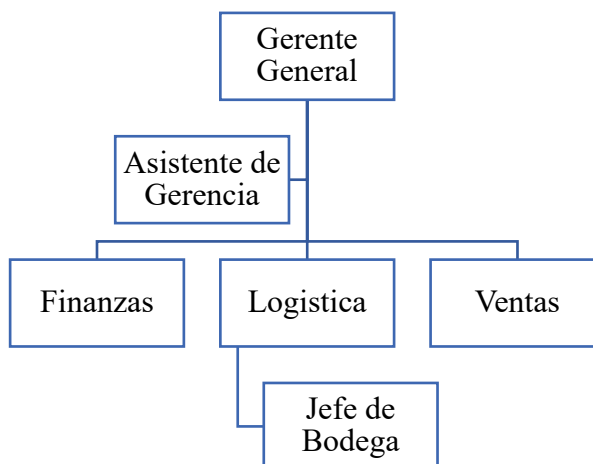 Gerente
General
Asistente de
Gerencia
Finanzas
Logistica
Ventas
Jefe de
Bodega